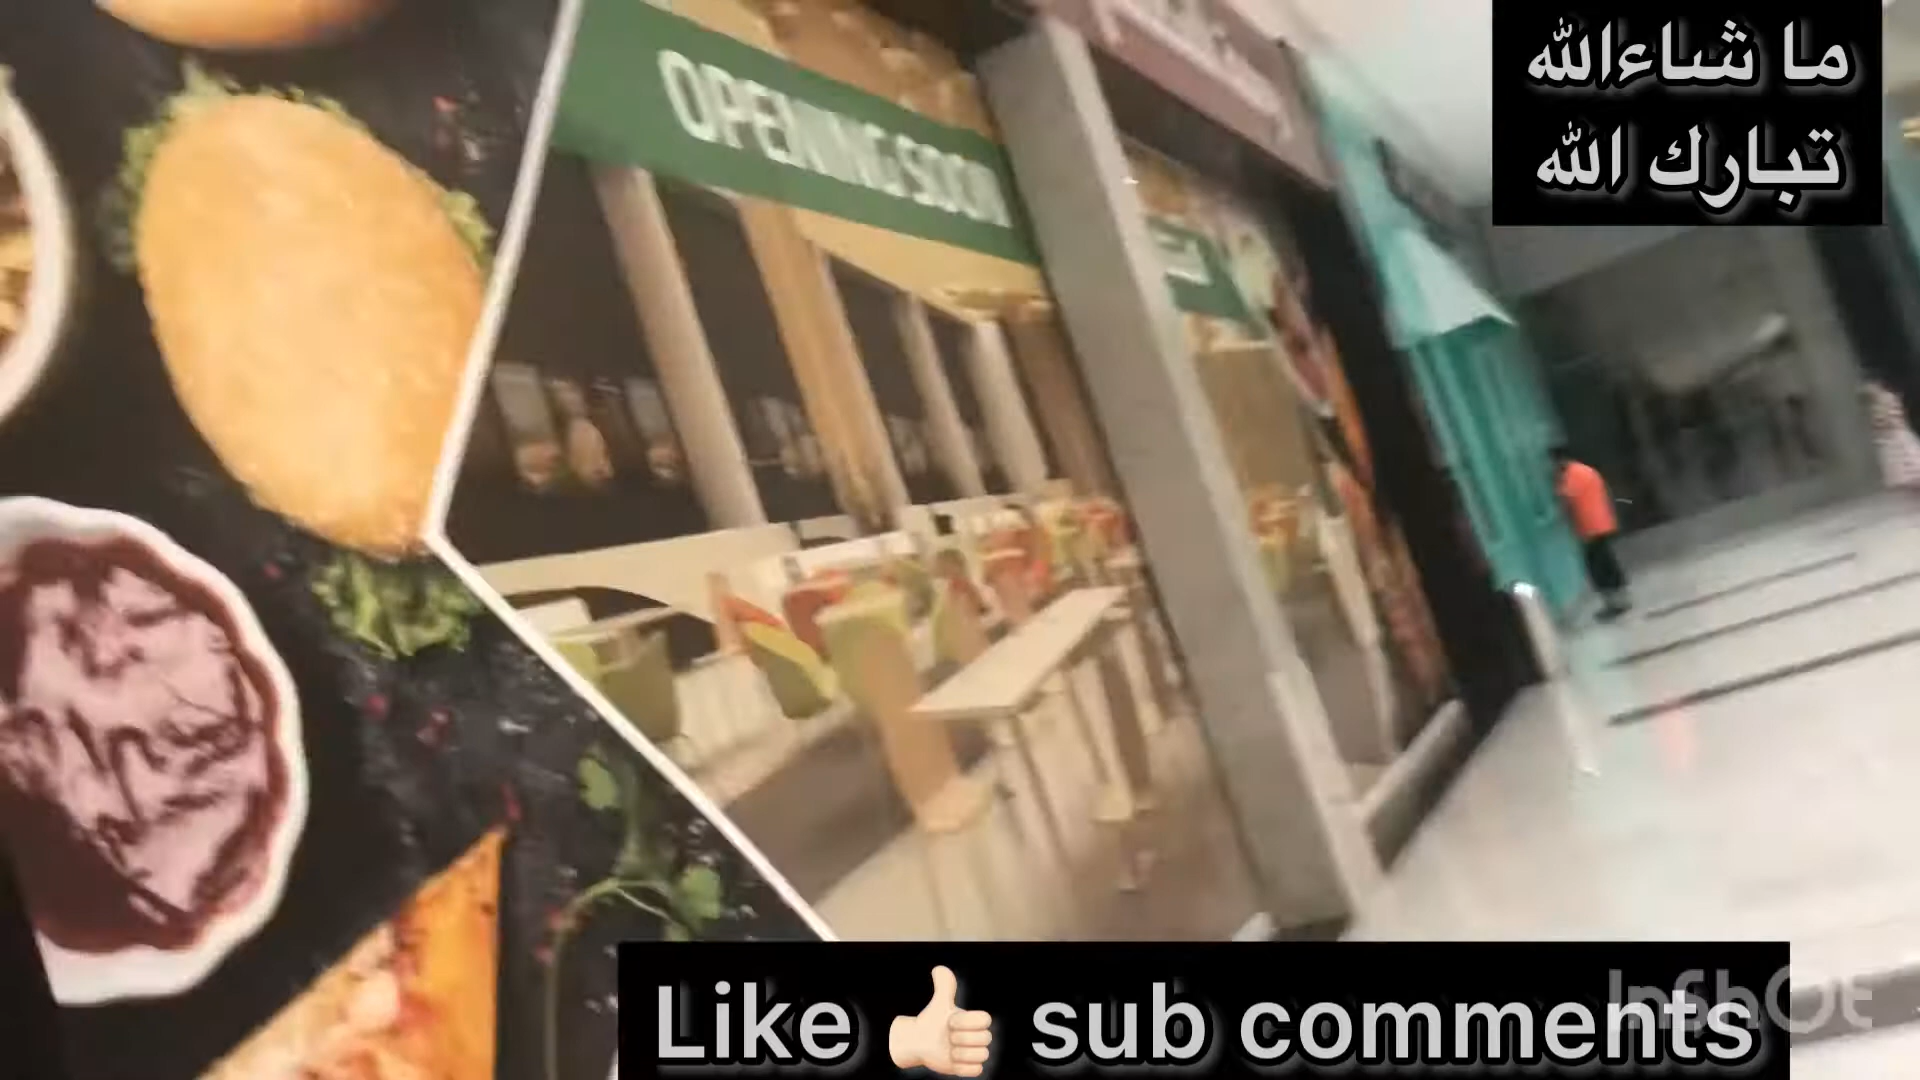 ما شاءالله
تبارك الله
OPENING SOON
Like 👍🏻 sub comments
InShOt